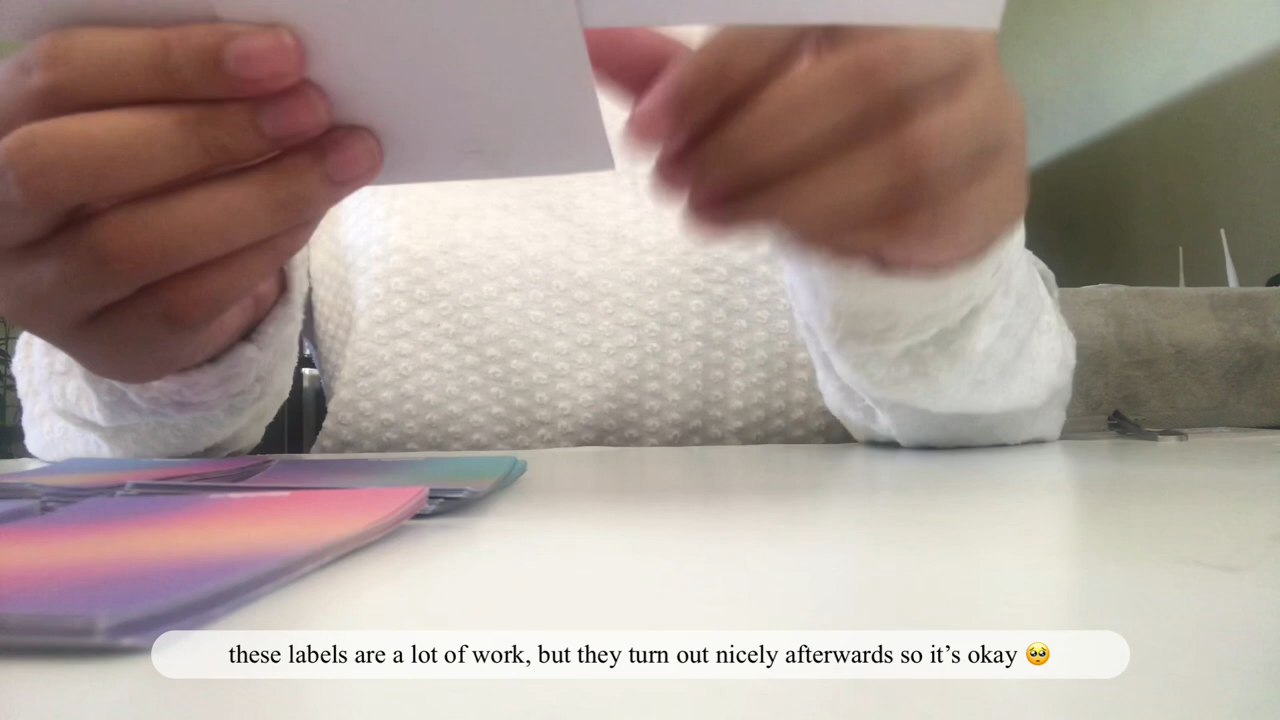 these labels are a lot of work, but they turn out nicely afterwards so it’s okay 🥺